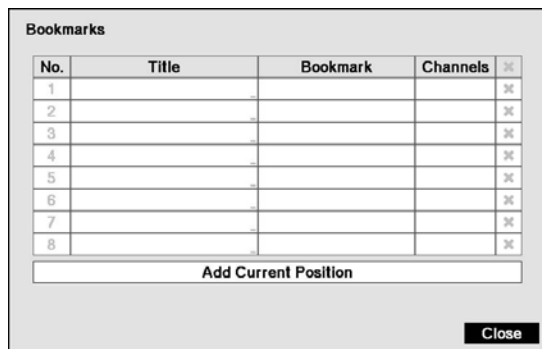 Bookmarks
No. Title Bookmark Channels ×
1 ×
2 ×
3 ×
4 ×
5 ×
6 ×
7 ×
8 ×
Add Current Position
Close